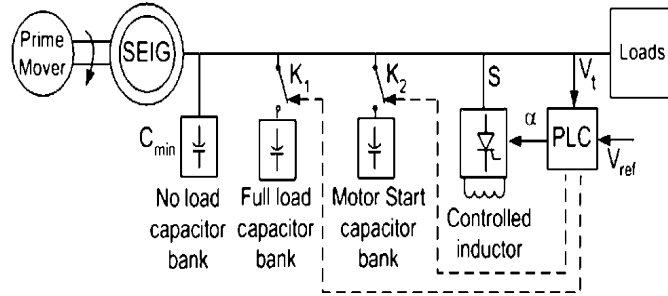 Prime
Mover
SEIG
K1
K2
S
Vt
Loads
Cmin
α
PLC
Vref
No load
capacitor
bank
Full load
capacitor
bank
Motor Start
capacitor
bank
Controlled
inductor